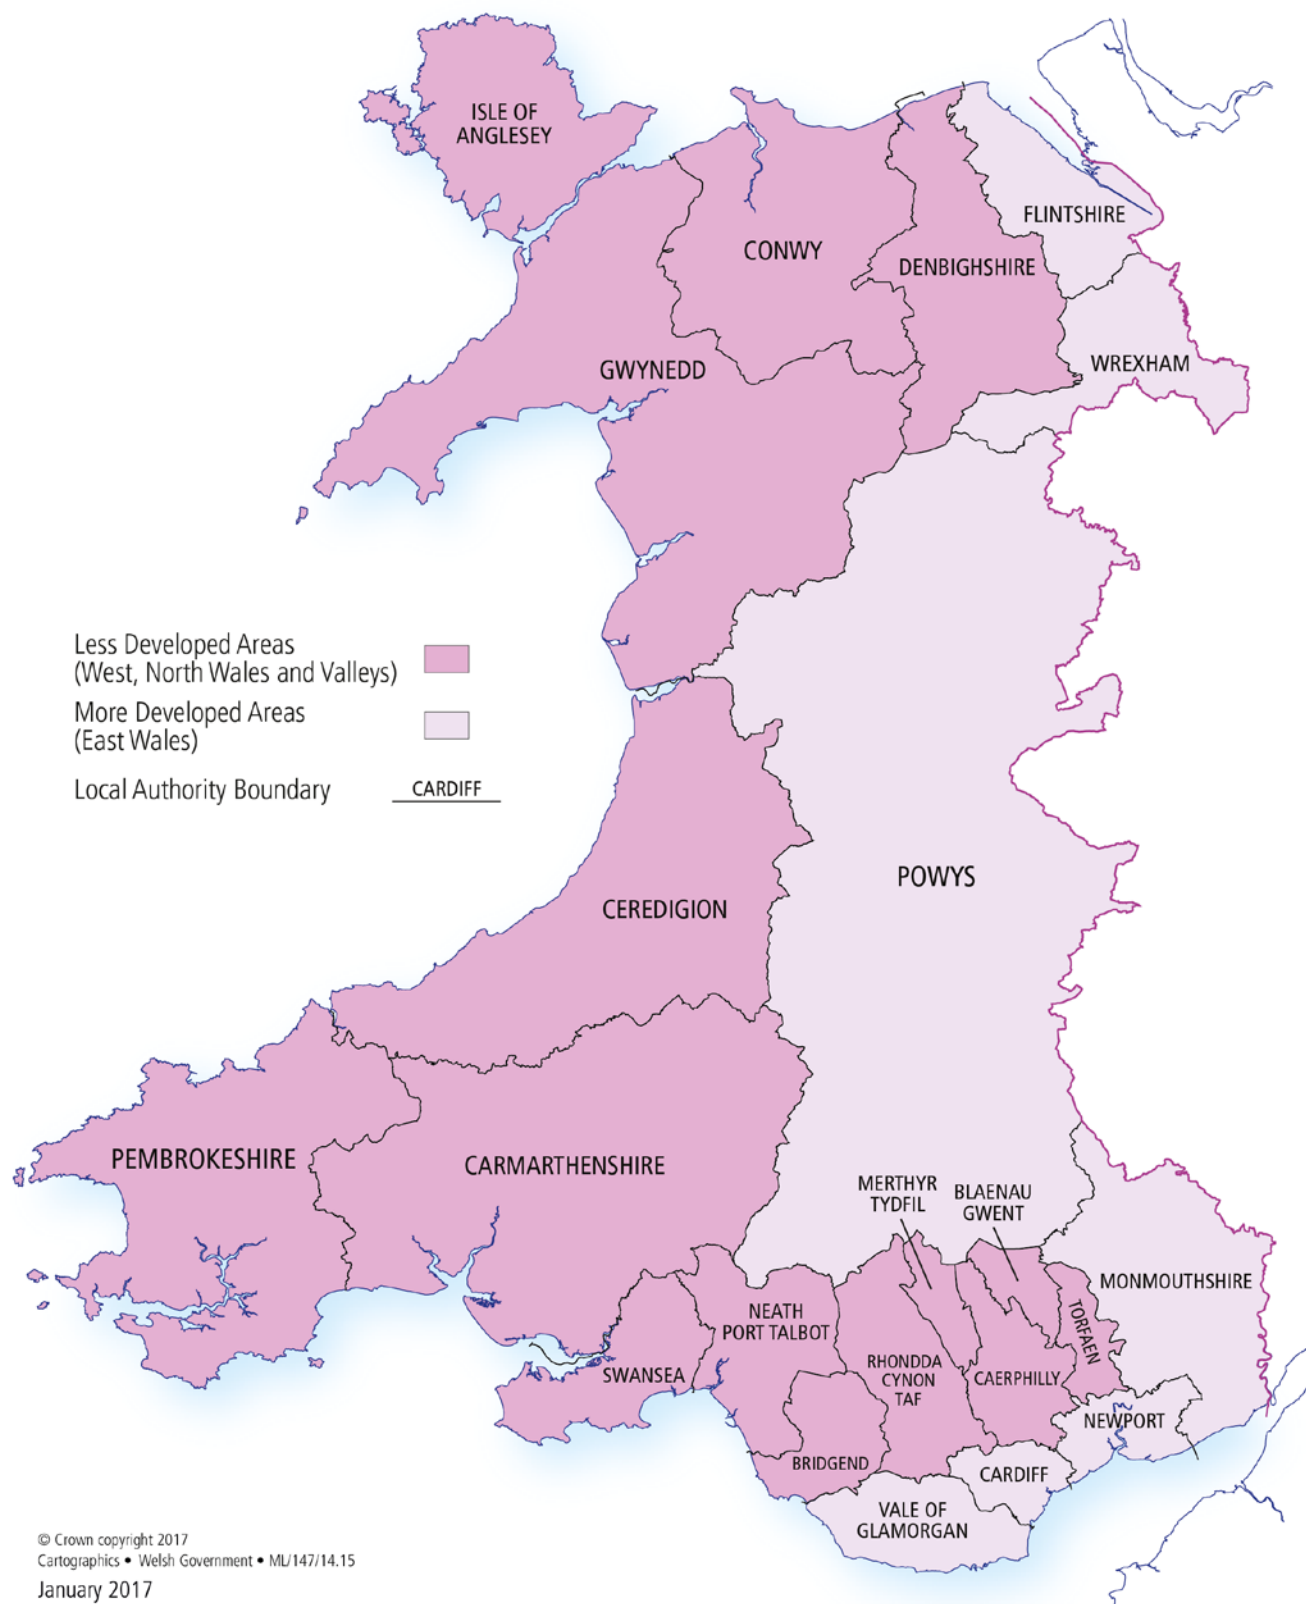 ISLE OF
ANGLESEY
FLINTSHIRE
CONWY
DENBIGHSHIRE
WREXHAM
GWYNEDD
Less Developed Areas
(West, North Wales and Valleys)
More Developed Areas
(East Wales)
Local Authority Boundary
CARDIFF
POWYS
CEREDIGION
PEMBROKESHIRE
CARMARTHENSHIRE
MERTHYR
TYDFIL
BLAENAU
GWENT
MONMOUTHSHIRE
NEATH
PORT TALBOT
TORFAEN
SWANSEA
RHONDDA
CYNON
TAF
CAERPHILLY
NEWPORT
BRIDGEND
CARDIFF
VALE OF
GLAMORGAN
© Crown copyright 2017
Cartographics • Welsh Government • ML/147/14.15
January 2017